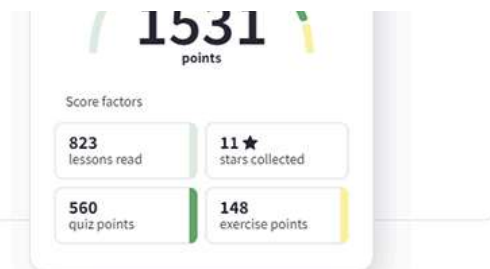 1531
points
Score factors
823
lessons read
11★
stars collected
560
quiz points
148
exercise points